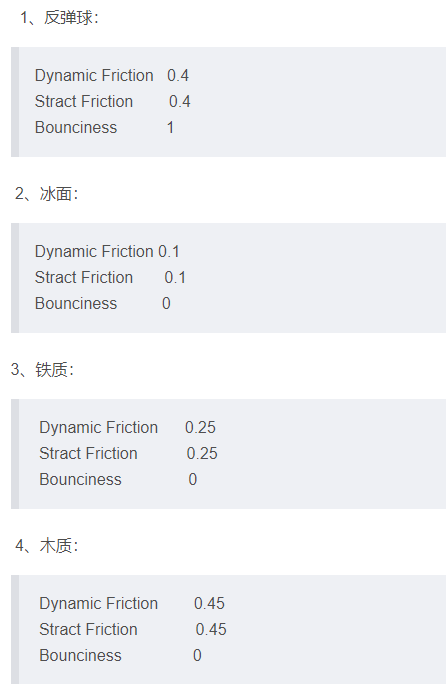 1、反弹球：
Dynamic Friction 0.4
Stract Friction 0.4
Bounciness 1
2、冰面：
Dynamic Friction 0.1
Stract Friction 0.1
Bounciness 0
3、铁质：
Dynamic Friction 0.25
Stract Friction 0.25
Bounciness 0
4、木质：
Dynamic Friction 0.45
Stract Friction 0.45
Bounciness 0